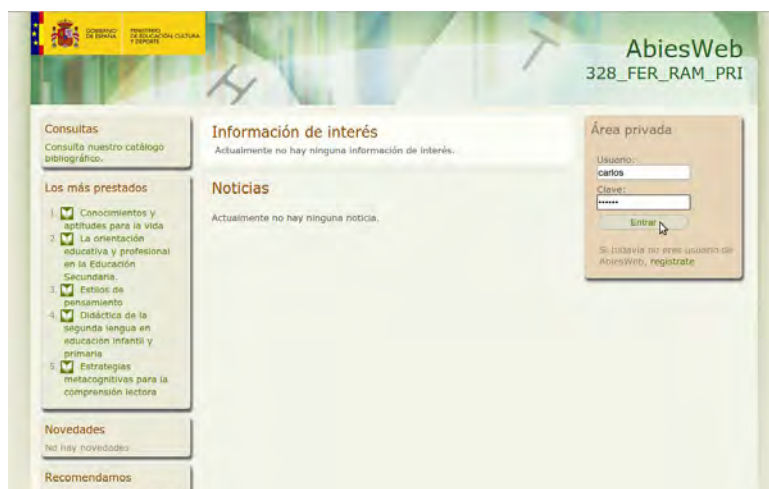 GOBIERNO
DE ESPAÑA
MINISTERIO
DE EDUCACIÓN, CULTURA
Y DEPORTE
H
T
AbiesWeb
328_FER_RAM_PRI
Consultas
Consulta nuestro catálogo
bibliográfico.
Los más prestados
1. Conocimientos y
aptitudes para la vida
2. La orientación
educativa y profesional
en la Educación
Secundaria.
3. Estilos de
pensamiento
4. Didáctica de la
segunda lengua en
educación infantil y
primaria
5. Estrategias
metacognitivas para la
comprensión lectora
Novedades
No hay novedades
Recomendamos
Información de interés
Actualmente no hay ninguna información de interés.
Noticias
Actualmente no hay ninguna noticia.
Área privada
Usuario:
carlos
Clave:
••••••
Entrar
Si todavía no eres usuario de
AbiesWeb, regístrate